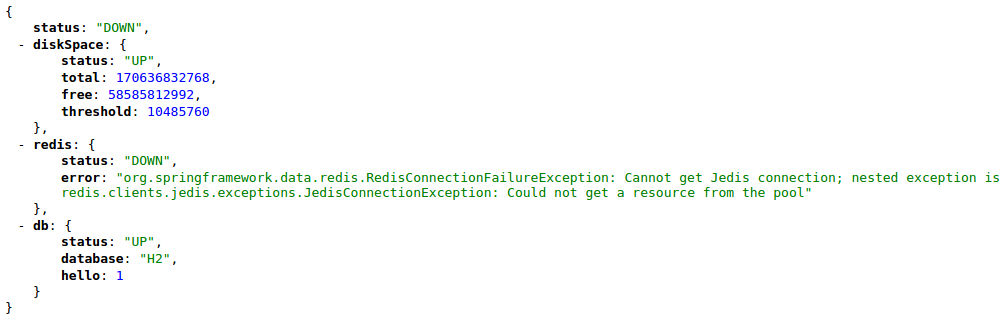 {
status: "DOWN",
- diskSpace: {
status: "UP",
total: 170636832768,
free: 58585812992,
threshold: 10485760
},
- redis: {
status: "DOWN",
error: "org.springframework.data.redis.RedisConnectionFailureException: Cannot get Jedis connection; nested exception is
redis.clients.jedis.exceptions.JedisConnectionException: Could not get a resource from the pool"
},
- db: {
status: "UP",
database: "H2",
hello: 1
}
}